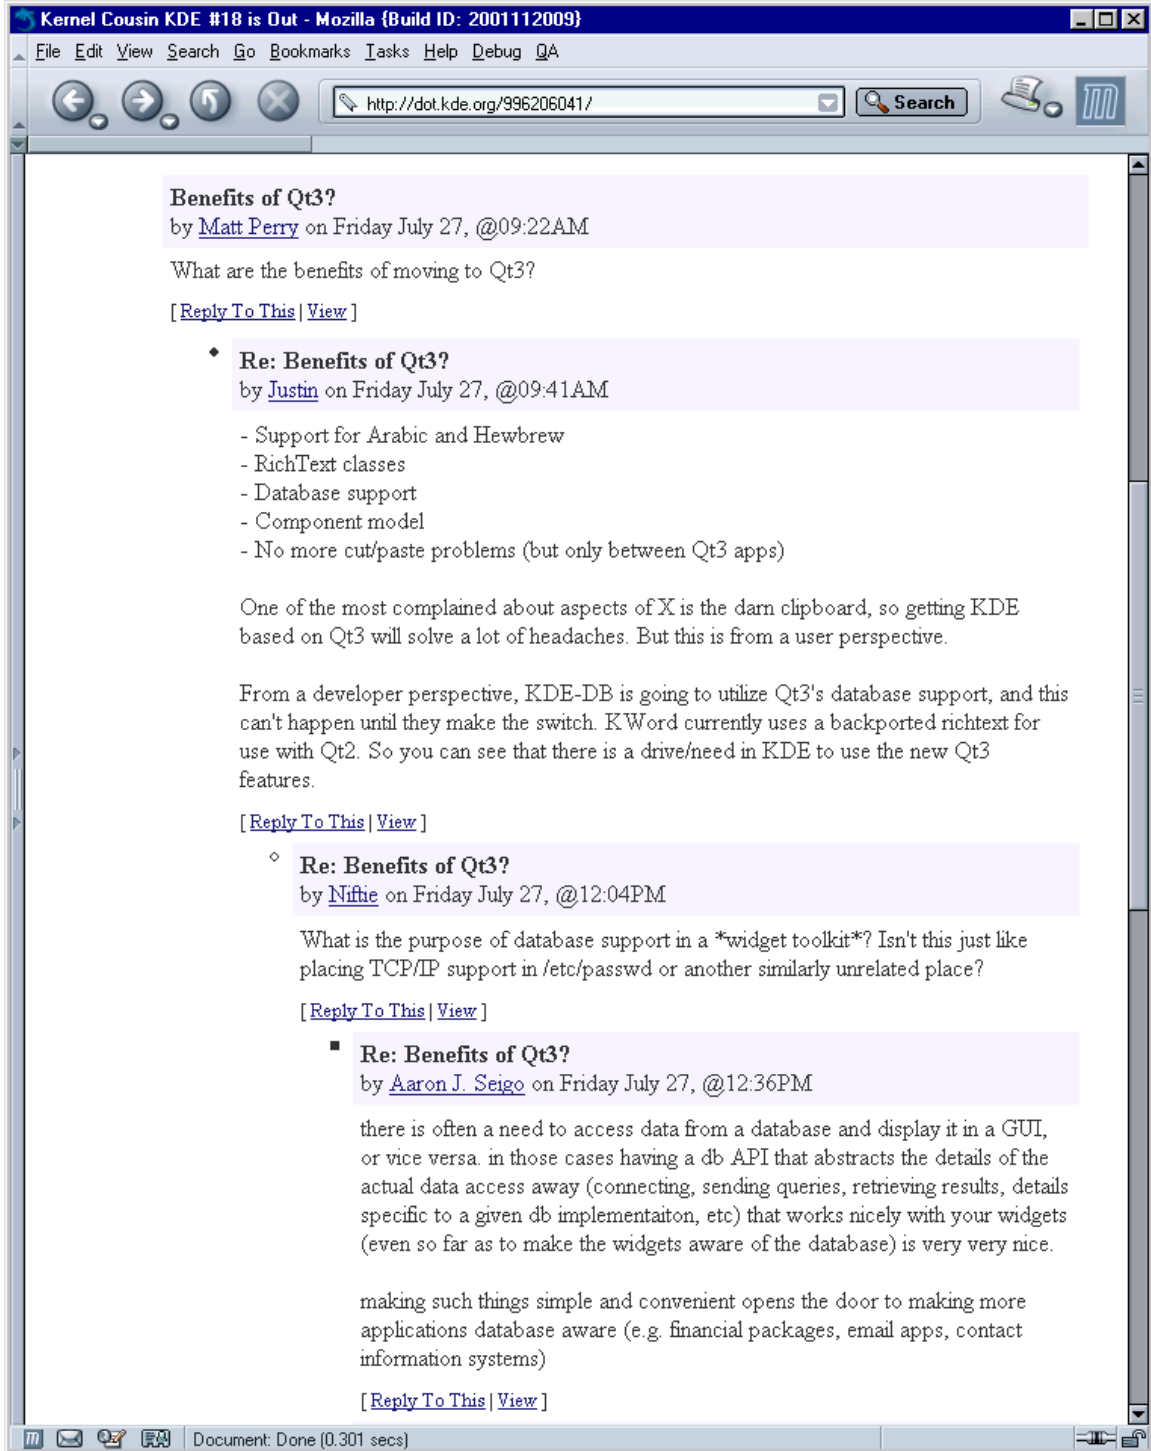 Kernel Cousin KDE #18 is Out - Mozilla {Build ID: 2001112009}
File Edit View Search Go Bookmarks Tasks Help Debug QA
http://dot.kde.org/996206041/ Search
Benefits of Qt3?
by Matt Perry on Friday July 27, @09:22AM
What are the benefits of moving to Qt3?
[ Reply To This | View ]
Re: Benefits of Qt3?
by Justin on Friday July 27, @09:41AM
- Support for Arabic and Hewbrew
- RichText classes
- Database support
- Component model
- No more cut/paste problems (but only between Qt3 apps)
One of the most complained about aspects of X is the darn clipboard, so getting KDE
based on Qt3 will solve a lot of headaches. But this is from a user perspective.
From a developer perspective, KDE-DB is going to utilize Qt3's database support, and this
can't happen until they make the switch. KWord currently uses a backported richtext for
use with Qt2. So you can see that there is a drive/need in KDE to use the new Qt3
features.
[ Reply To This | View ]
Re: Benefits of Qt3?
by Niftie on Friday July 27, @12:04PM
What is the purpose of database support in a *widget toolkit*? Isn't this just like
placing TCP/IP support in /etc/passwd or another similarly unrelated place?
[ Reply To This | View ]
Re: Benefits of Qt3?
by Aaron J. Seigo on Friday July 27, @12:36PM
there is often a need to access data from a database and display it in a GUI,
or vice versa. in those cases having a db API that abstracts the details of the
actual data access away (connecting, sending queries, retrieving results, details
specific to a given db implementaiton, etc) that works nicely with your widgets
(even so far as to make the widgets aware of the database) is very very nice.
making such things simple and convenient opens the door to making more
applications database aware (e.g. financial packages, email apps, contact
information systems)
[ Reply To This | View ]
Document: Done (0.301 secs)